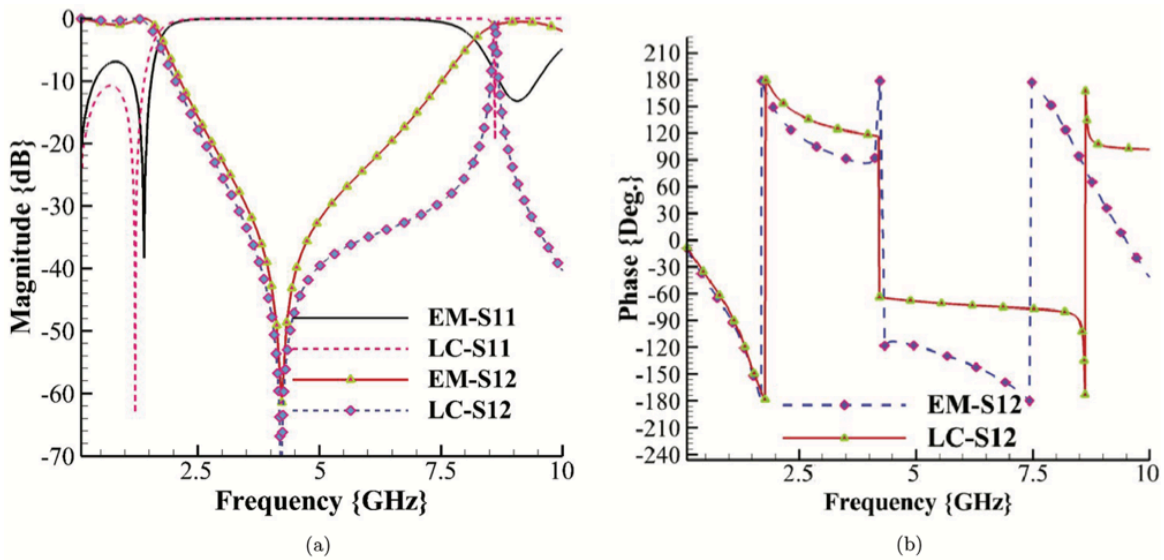 0
-10
-20
-30
-40
-50
-60
-70
Magnitude {dB}
EM-S11
LC-S11
EM-S12
LC-S12
2.5
5
7.5
10
Frequency {GHz}
(a)
210
180
150
120
90
60
30
0
-30
-60
-90
-120
-150
-180
-210
-240
Phase {Deg.}
EM-S12
LC-S12
2.5
5
7.5
10
Frequency {GHz}
(b)